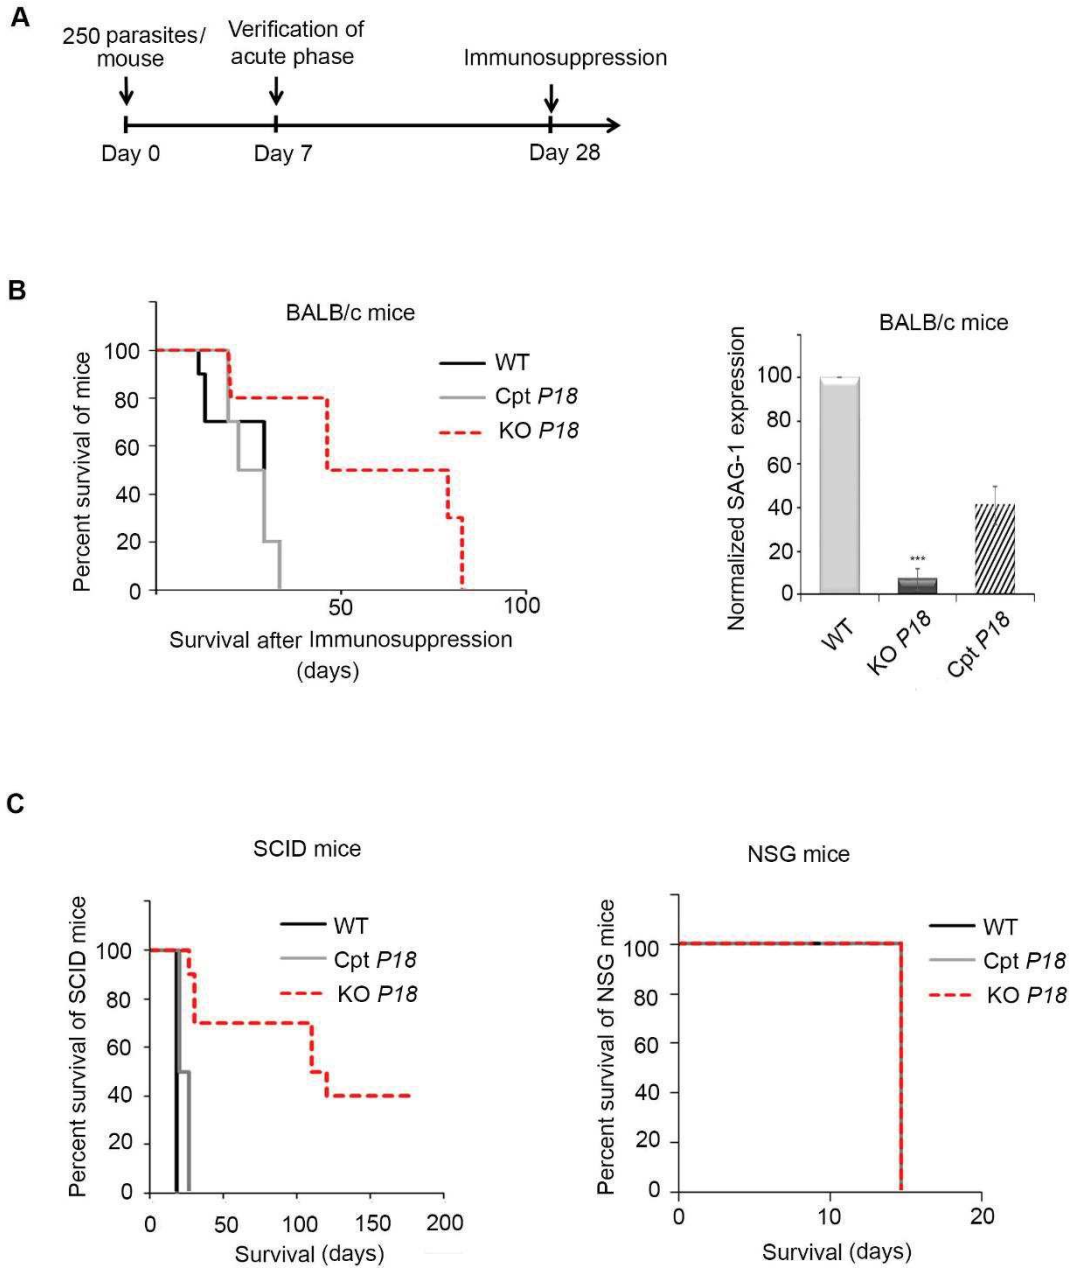 A
250 parasites/
mouse
Verification of
acute phase
Immunosuppression
Day 0
Day 7
Day 28
B
BALB/c mice
Percent survival of mice
100
80
60
40
20
0
50
100
Survival after Immunosuppression
(days)
WT
Cpt P18
KO P18
BALB/c mice
Normalized SAG-1 expression
100
80
60
40
20
0
***
WT
KO P18
Cpt P18
C
SCID mice
Percent survival of SCID mice
100
80
60
40
20
0
0
50
100
150
200
Survival (days)
WT
Cpt P18
KO P18
NSG mice
Percent survival of NSG mice
100
80
60
40
20
0
0
10
20
Survival (days)
WT
Cpt P18
KO P18